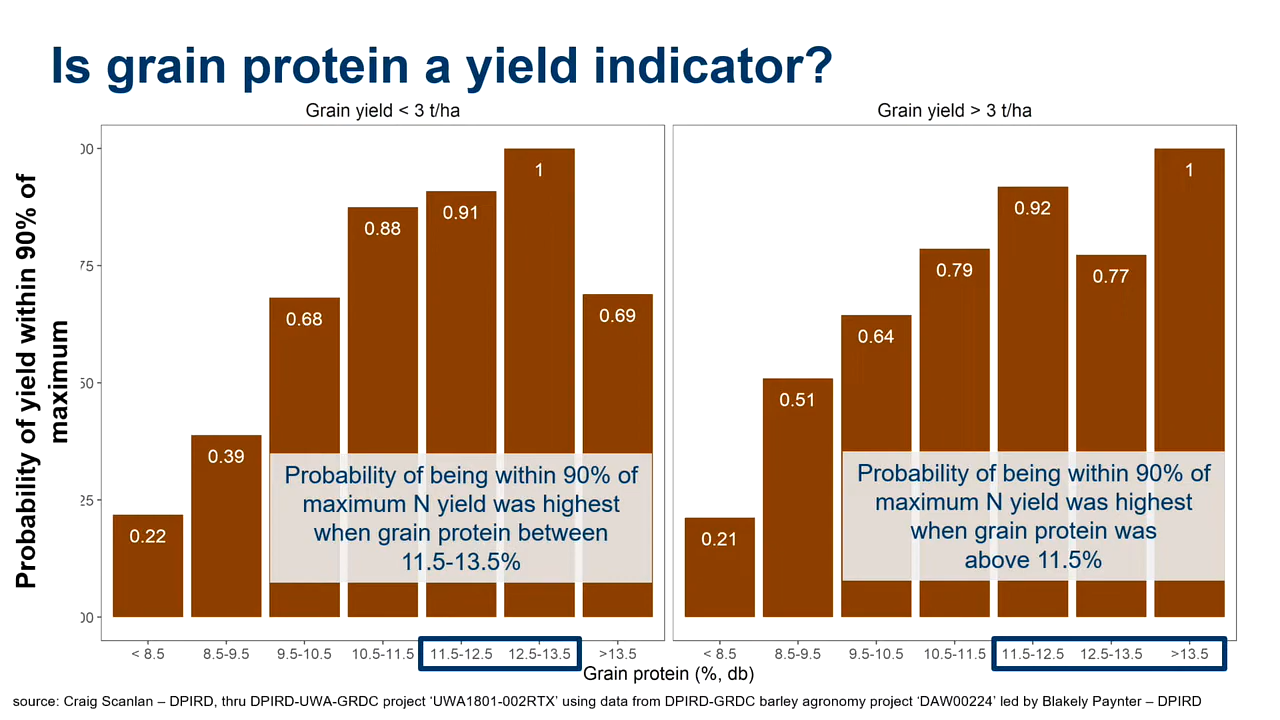 Is grain protein a yield indicator?
Grain yield < 3 t/ha
Grain yield > 3 t/ha
Probability of yield within 90% of
maximum
00
75
50
25
00
0.22
0.39
0.68
0.88
0.91
1
0.69
Probability of being within 90% of
maximum N yield was highest
when grain protein between
11.5-13.5%
0.21
0.51
0.64
0.79
0.92
0.77
1
Probability of being within 90% of
maximum N yield was highest
when grain protein was
above 11.5%
< 8.5 8.5-9.5 9.5-10.5 10.5-11.5 11.5-12.5 12.5-13.5 >13.5
< 8.5 8.5-9.5 9.5-10.5 10.5-11.5 11.5-12.5 12.5-13.5 >13.5
Grain protein (%, db)
source: Craig Scanlan – DPIRD, thru DPIRD-UWA-GRDC project ‘UWA1801-002RTX’ using data from DPIRD-GRDC barley agronomy project ‘DAW00224’ led by Blakely Paynter – DPIRD